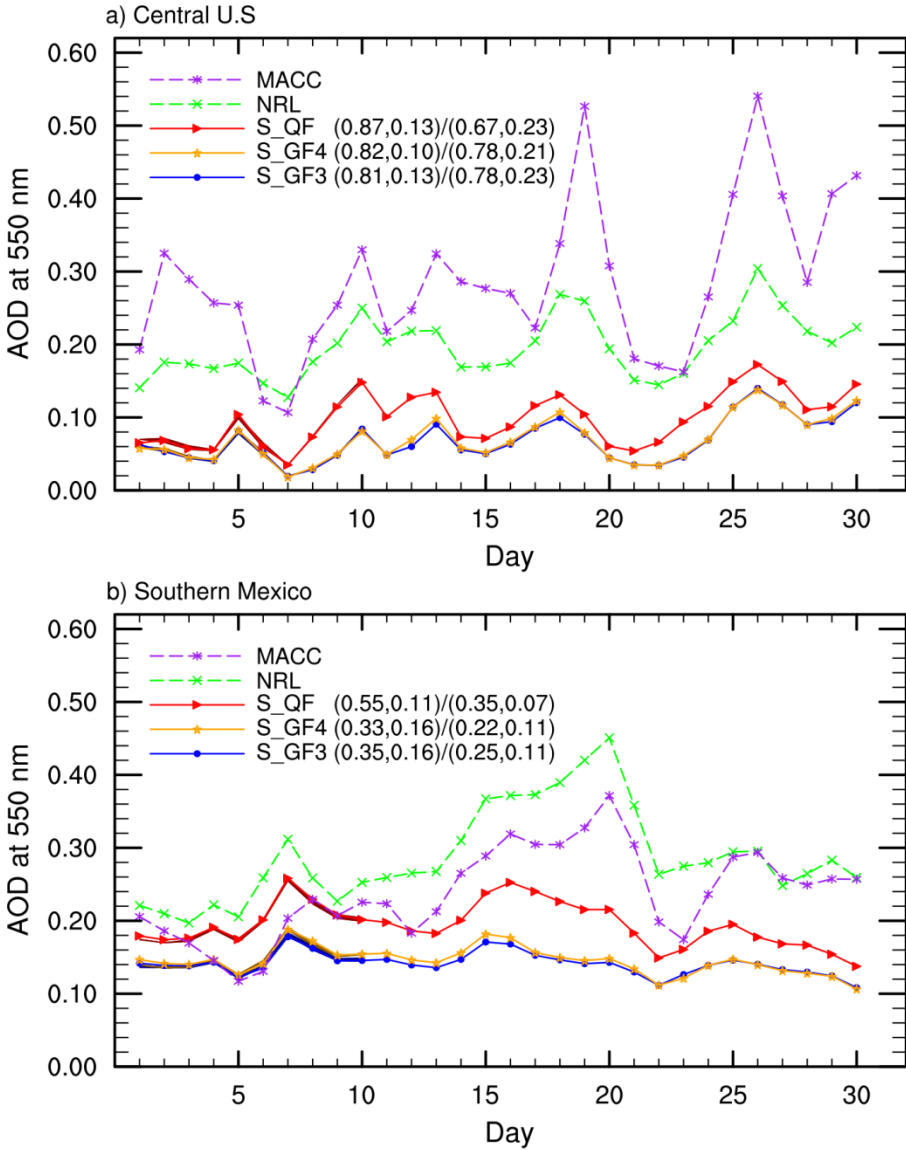 a) Central U.S
0.60
0.50
0.40
0.30
0.20
0.10
0.00
AOD at 550 nm
MACC
NRL
S_QF (0.87,0.13)/(0.67,0.23)
S_GF4 (0.82,0.10)/(0.78,0.21)
S_GF3 (0.81,0.13)/(0.78,0.23)
5 10 15 20 25 30
Day
b) Southern Mexico
0.60
0.50
0.40
0.30
0.20
0.10
0.00
AOD at 550 nm
MACC
NRL
S_QF (0.55,0.11)/(0.35,0.07)
S_GF4 (0.33,0.16)/(0.22,0.11)
S_GF3 (0.35,0.16)/(0.25,0.11)
5 10 15 20 25 30
Day